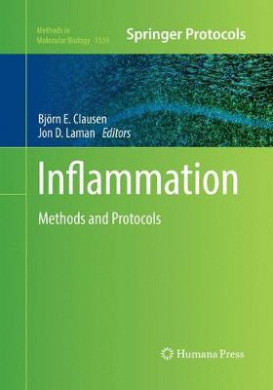 Methods in
Molecular Biology 1559
Springer Protocols
Björn E. Clausen
Jon D. Laman Editors
Inflammation
Methods and Protocols
Humana Press